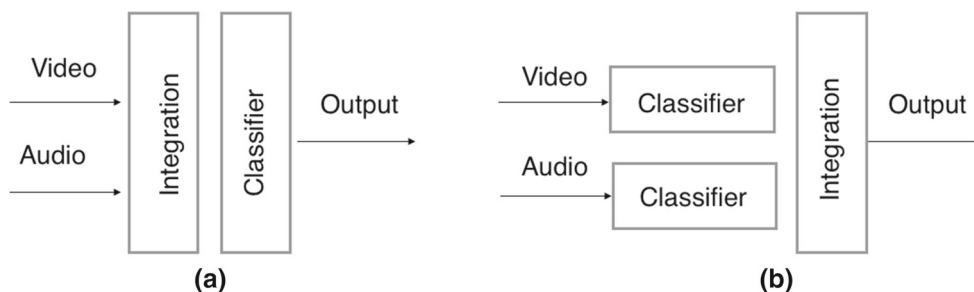 Video
Audio
Integration
Classifier
Output
(a)
Video
Classifier
Audio
Classifier
Integration
Output
(b)